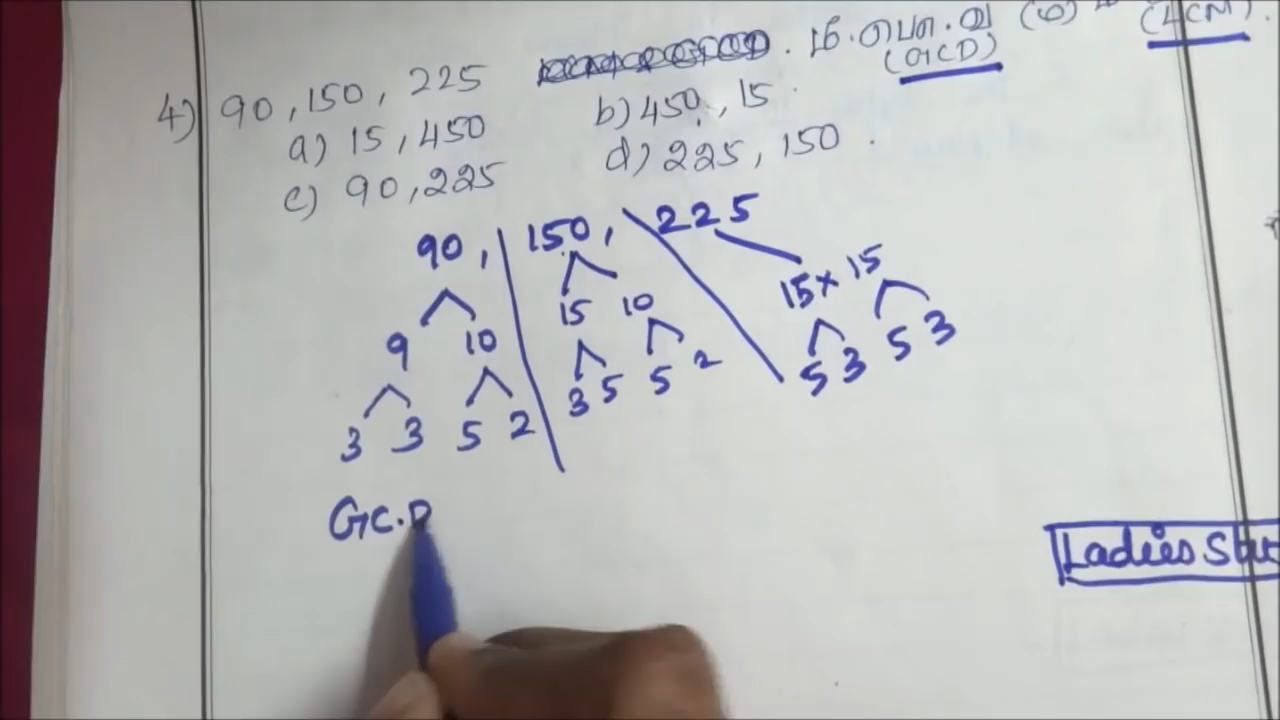 4) 90, 150, 225 . மீ.பொ.வ (ம)
(GCD) (LCM).
a) 15, 450 b) 450, 15.
c) 90, 225 d) 225, 150.
90, 150, 225
15 × 15
9 10 15 10
3 3 5 2 3 5 5 2 5 3 5 3
G.C.D
Ladies